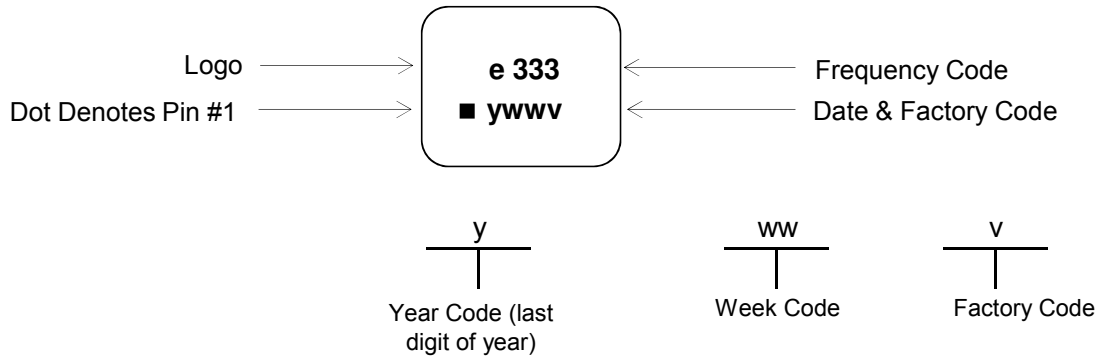 Logo
e 333
Frequency Code
Dot Denotes Pin #1
■ ywwv
Date & Factory Code
y
ww
v
Year Code (last
digit of year)
Week Code
Factory Code